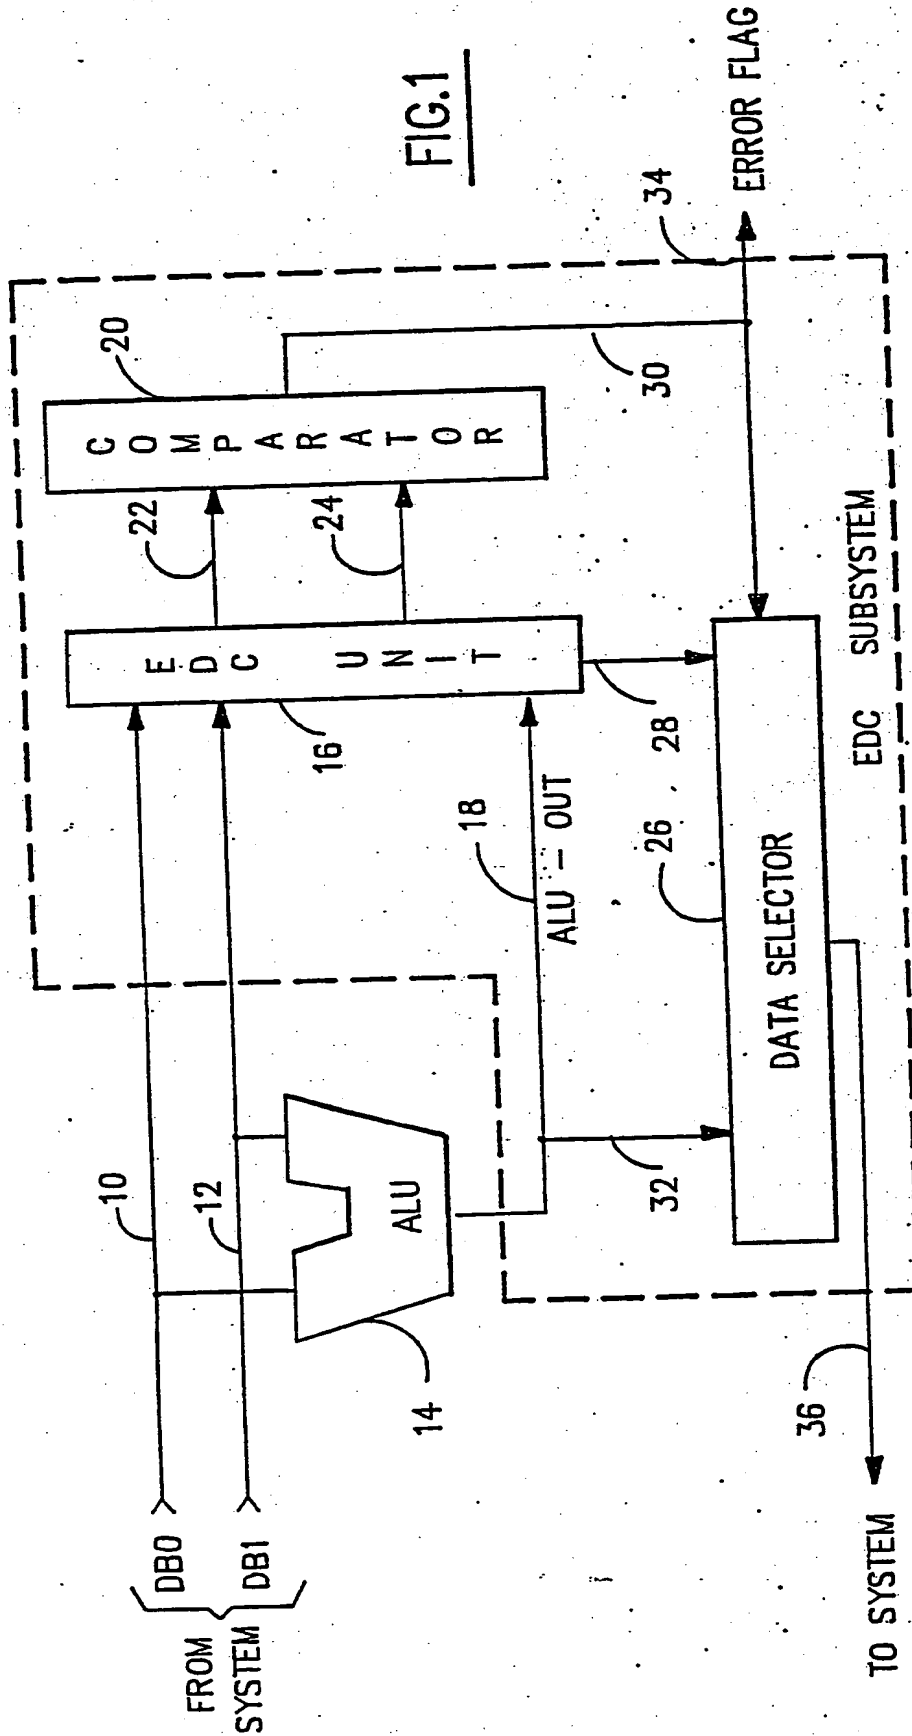 FIG.1
FROM
SYSTEM
DB0
DB1
10
12
14
ALU
16
EDC UNIT
18
ALU - OUT
20
COMPARATOR
22
24
26
DATA SELECTOR
28
30
32
34
ERROR FLAG
EDC SUBSYSTEM
36
TO SYSTEM